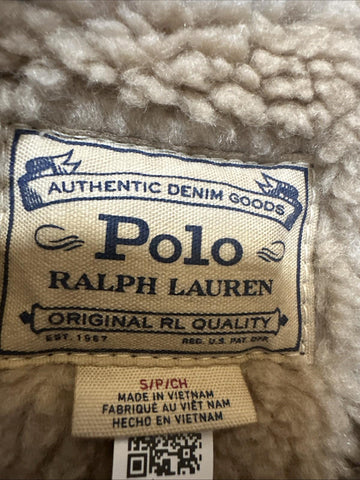 AUTHENTIC DENIM GOODS
Polo
RALPH LAUREN
ORIGINAL RL QUALITY
EST. 1967 REG. U.S. PAT. OFF.
S/P/CH
MADE IN VIETNAM
FABRIQUÉ AU VIÊT NAM
HECHO EN VIETNAM